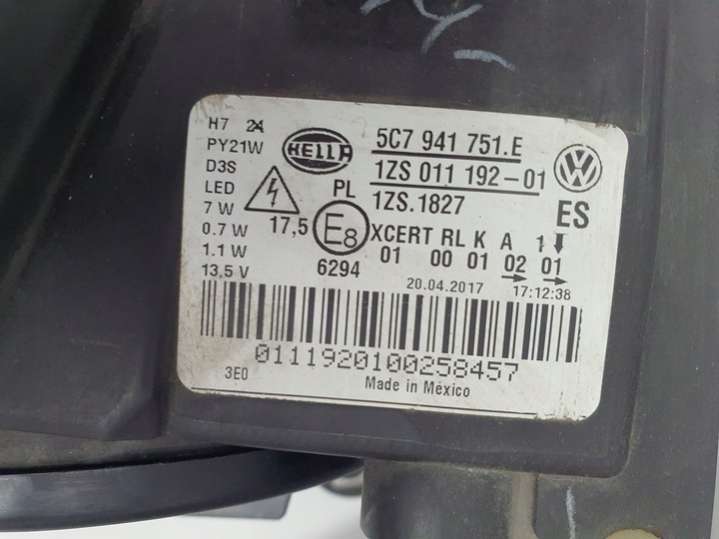 H7 24
PY21W
D3S
LED
7 W
0.7 W
1.1 W
13,5 V
HELLA
PL
17,5
E8
6294
5C7 941 751.E
1ZS 011 192-01
1ZS.1827
ES
XCERT RL K A 1
01 00 01 02 01
20.04.2017 17:12:38
0111920100258457
3E0
Made in México